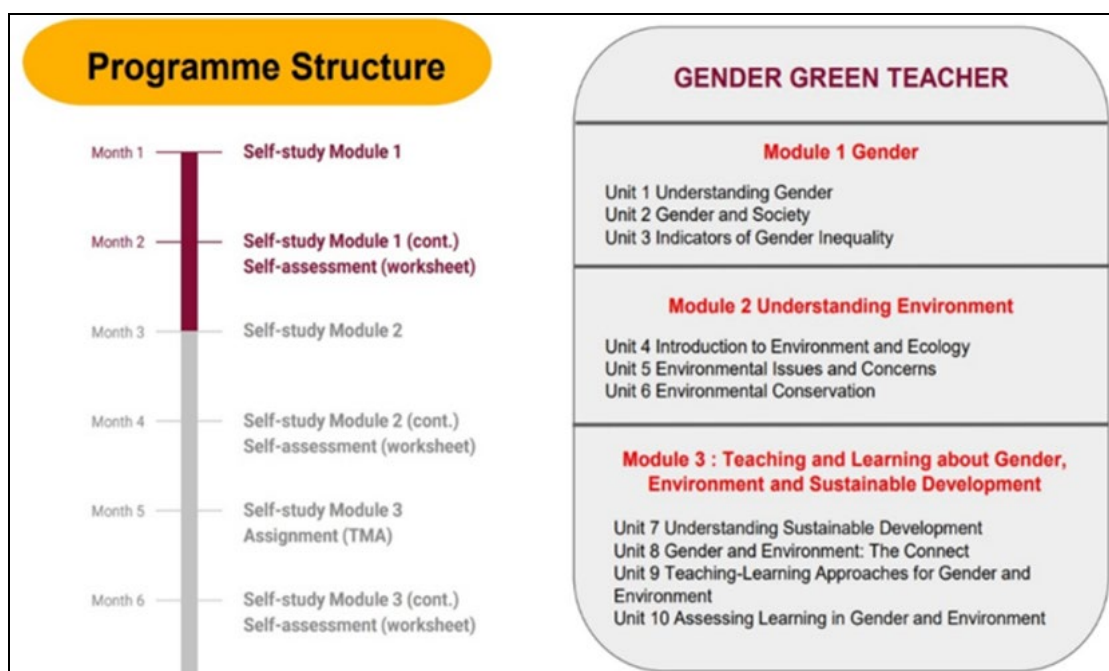 Programme Structure
Month 1
Self-study Module 1
Month 2
Self-study Module 1 (cont.)
Self-assessment (worksheet)
Month 3
Self-study Module 2
Month 4
Self-study Module 2 (cont.)
Self-assessment (worksheet)
Month 5
Self-study Module 3
Assignment (TMA)
Month 6
Self-study Module 3 (cont.)
Self-assessment (worksheet)
GENDER GREEN TEACHER
Module 1 Gender
Unit 1 Understanding Gender
Unit 2 Gender and Society
Unit 3 Indicators of Gender Inequality
Module 2 Understanding Environment
Unit 4 Introduction to Environment and Ecology
Unit 5 Environmental Issues and Concerns
Unit 6 Environmental Conservation
Module 3 : Teaching and Learning about Gender,
Environment and Sustainable Development
Unit 7 Understanding Sustainable Development
Unit 8 Gender and Environment: The Connect
Unit 9 Teaching-Learning Approaches for Gender and
Environment
Unit 10 Assessing Learning in Gender and Environment